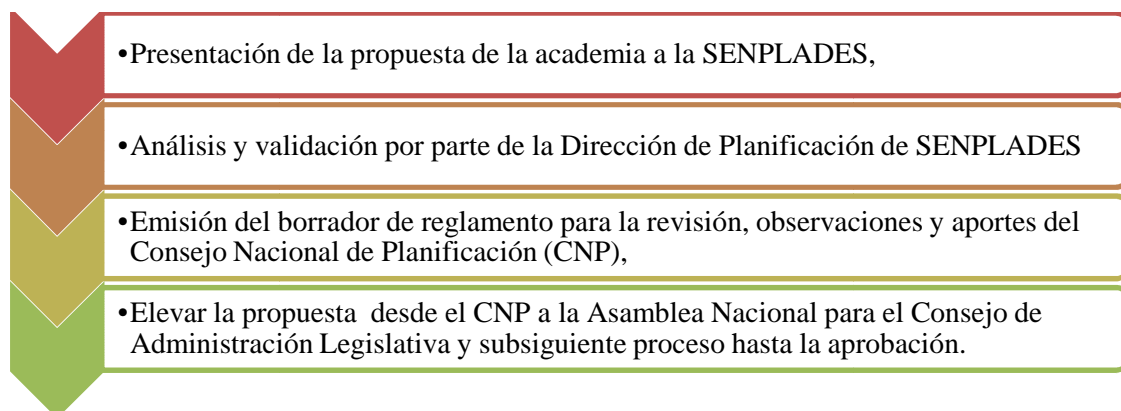 •Presentación de la propuesta de la academia a la SENPLADES,
•Análisis y validación por parte de la Dirección de Planificación de SENPLADES
•Emisión del borrador de reglamento para la revisión, observaciones y aportes del
Consejo Nacional de Planificación (CNP),
•Elevar la propuesta desde el CNP a la Asamblea Nacional para el Consejo de
Administración Legislativa y subsiguiente proceso hasta la aprobación.